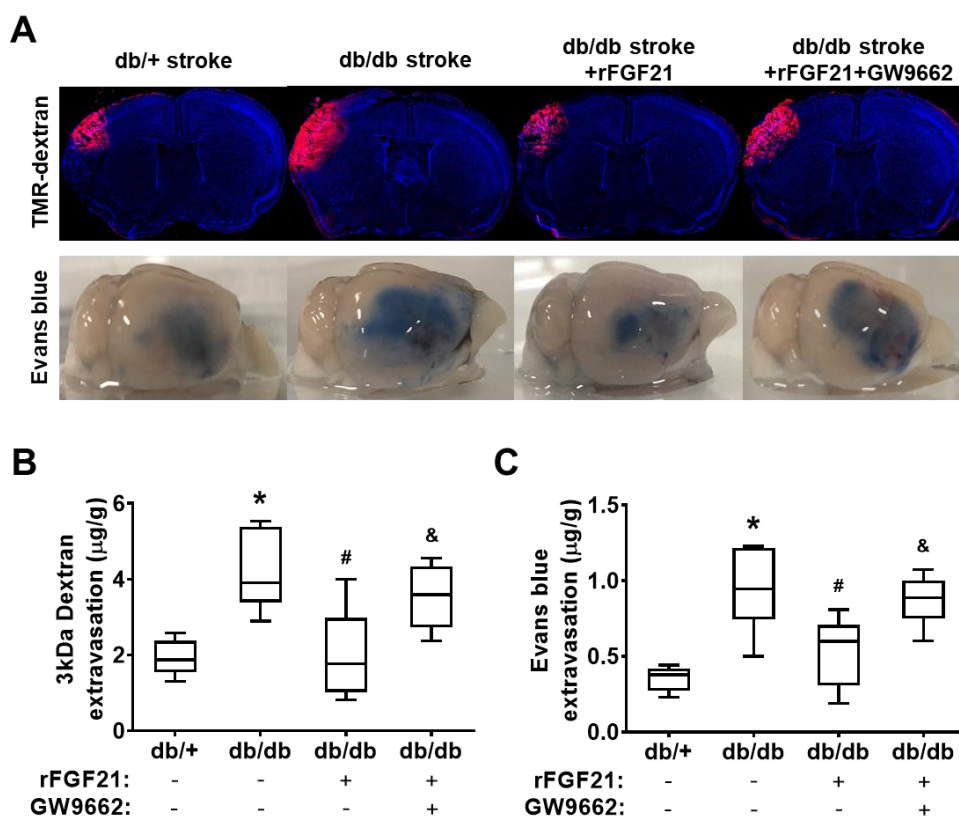 A
db/+ stroke
db/db stroke
db/db stroke
+rFGF21
db/db stroke
+rFGF21+GW9662
TMR-dextran
Evans blue
B
3kDa Dextran
extravasation (μg/g)
6
4
2
0
*
#
&
db/+ db/db db/db db/db
rFGF21: - - + +
GW9662: - - - +
C
Evans blue
extravasation (μg/g)
1.5
1.0
0.5
0.0
*
#
&
db/+ db/db db/db db/db
rFGF21: - - + +
GW9662: - - - +